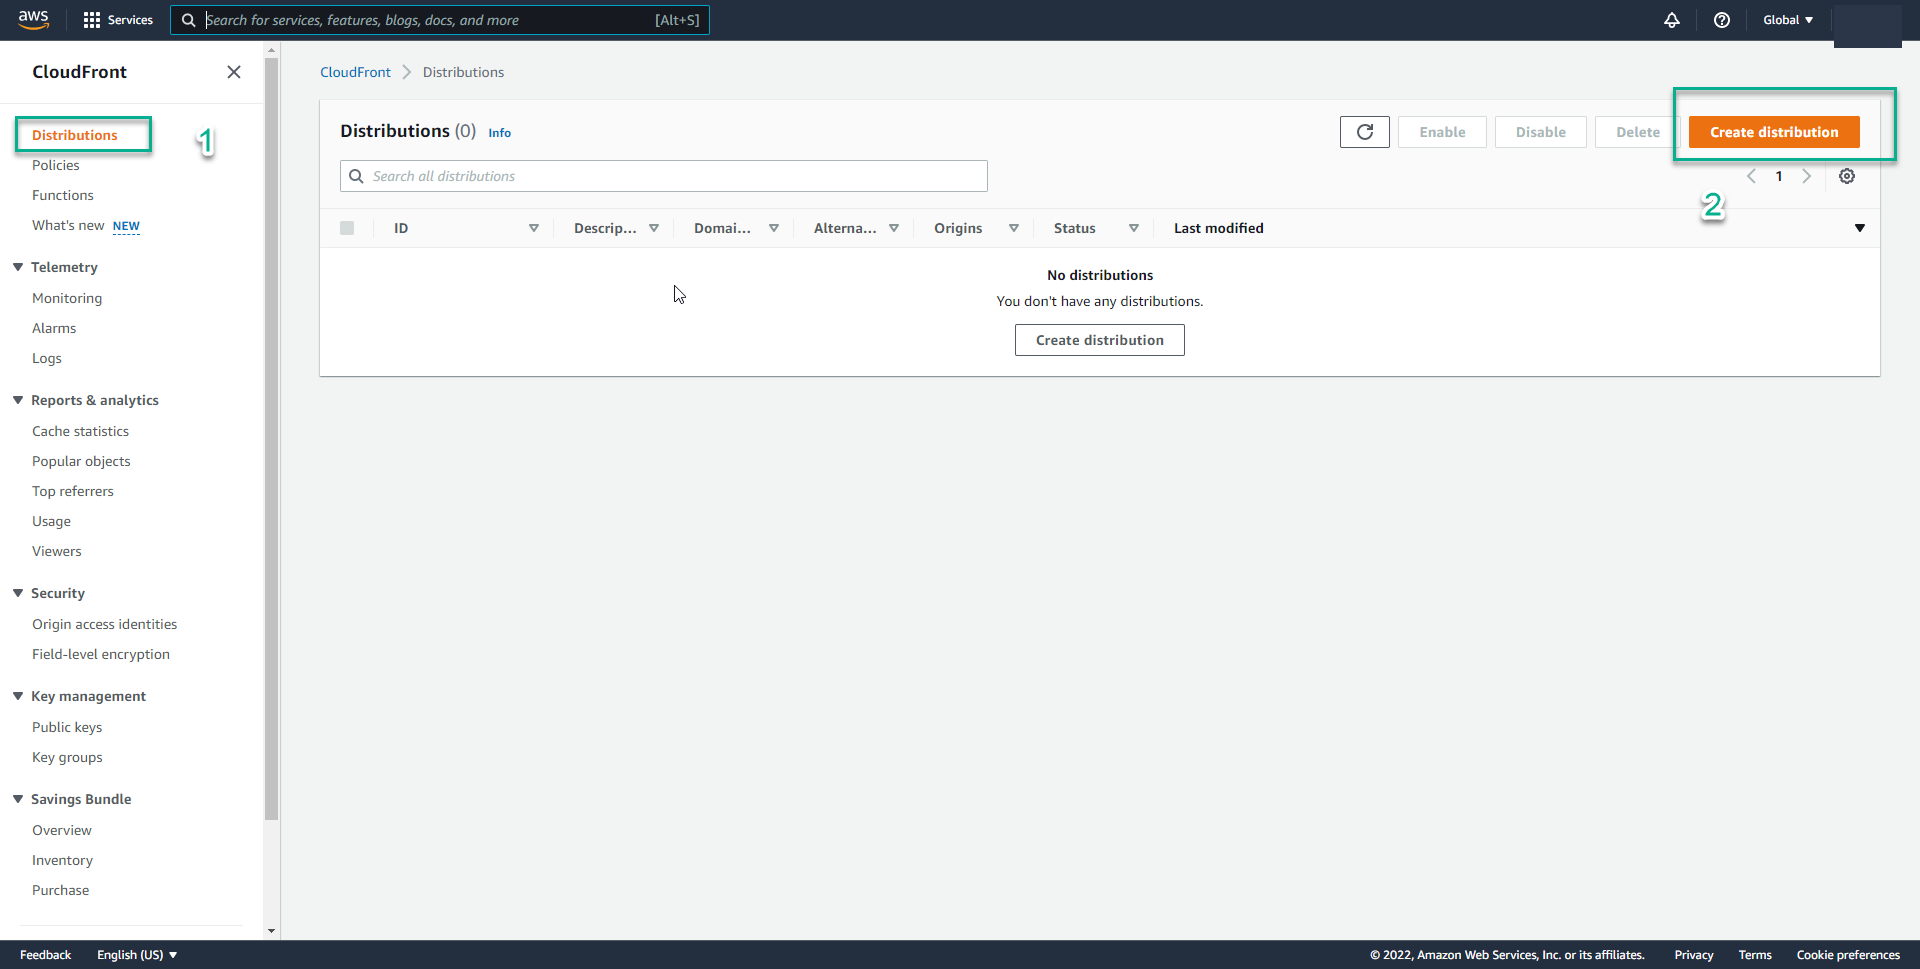 aws
Services
Search for services, features, blogs, docs, and more
[Alt+S]
Global
CloudFront
Distributions
1
Policies
Functions
What's new NEW
Telemetry
Monitoring
Alarms
Logs
Reports & analytics
Cache statistics
Popular objects
Top referrers
Usage
Viewers
Security
Origin access identities
Field-level encryption
Key management
Public keys
Key groups
Savings Bundle
Overview
Inventory
Purchase
CloudFront
Distributions
Distributions (0) Info
Enable
Disable
Delete
Create distribution
Search all distributions
1
2
ID
Descrip...
Domai...
Alterna...
Origins
Status
Last modified
No distributions
You don't have any distributions.
Create distribution
Feedback
English (US)
© 2022, Amazon Web Services, Inc. or its affiliates.
Privacy
Terms
Cookie preferences